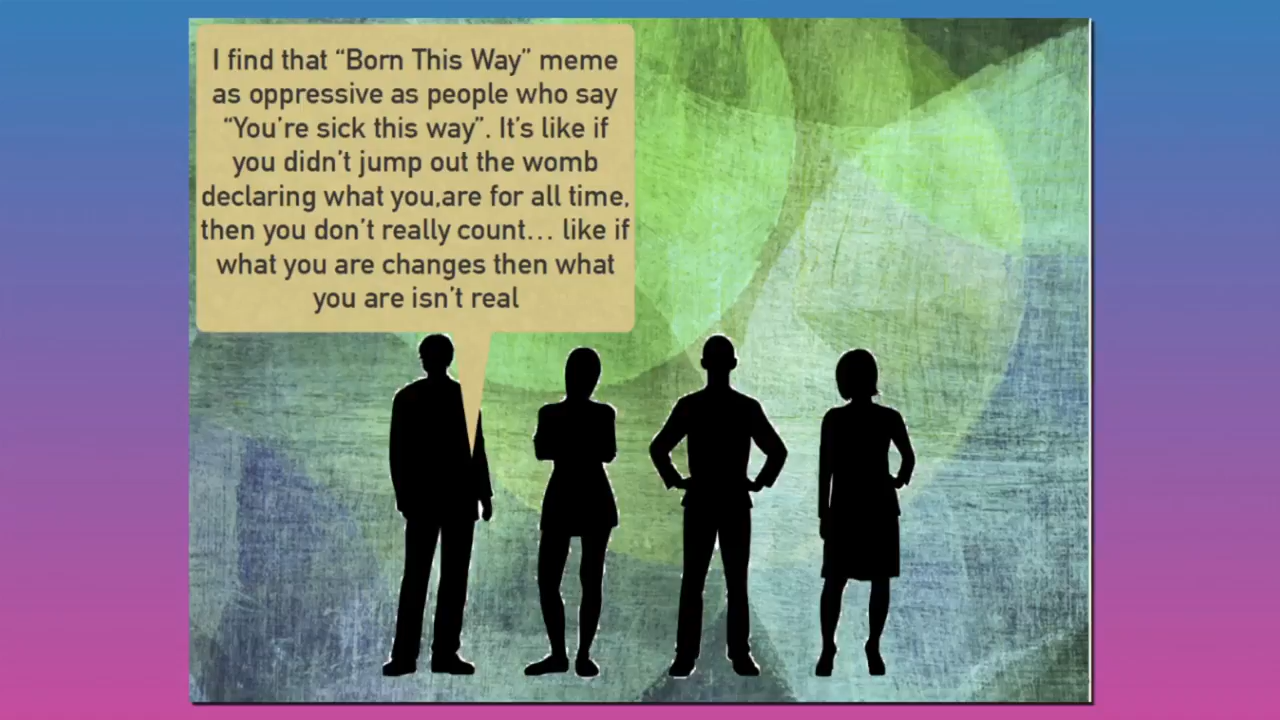 I find that “Born This Way” meme
as oppressive as people who say
“You’re sick this way”. It’s like if
you didn’t jump out the womb
declaring what you,are for all time,
then you don’t really count... like if
what you are changes then what
you are isn’t real